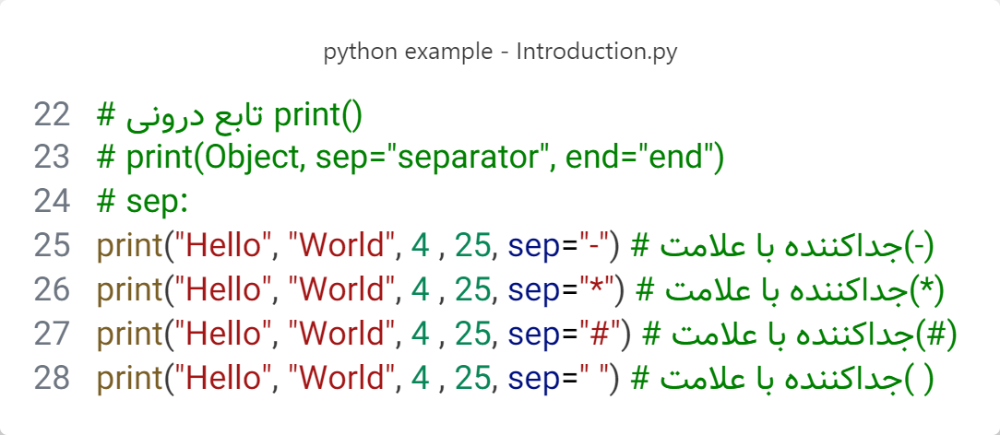 python example - Introduction.py
22 # تابع درونی print()
23 # print(Object, sep="separator", end="end")
24 # sep:
25 print("Hello", "World", 4 , 25, sep="-") # جداکننده با علامت(-)
26 print("Hello", "World", 4 , 25, sep="*") # جداکننده با علامت(*)
27 print("Hello", "World", 4 , 25, sep="#") # جداکننده با علامت(#)
28 print("Hello", "World", 4 , 25, sep=" ") # جداکننده با علامت( )